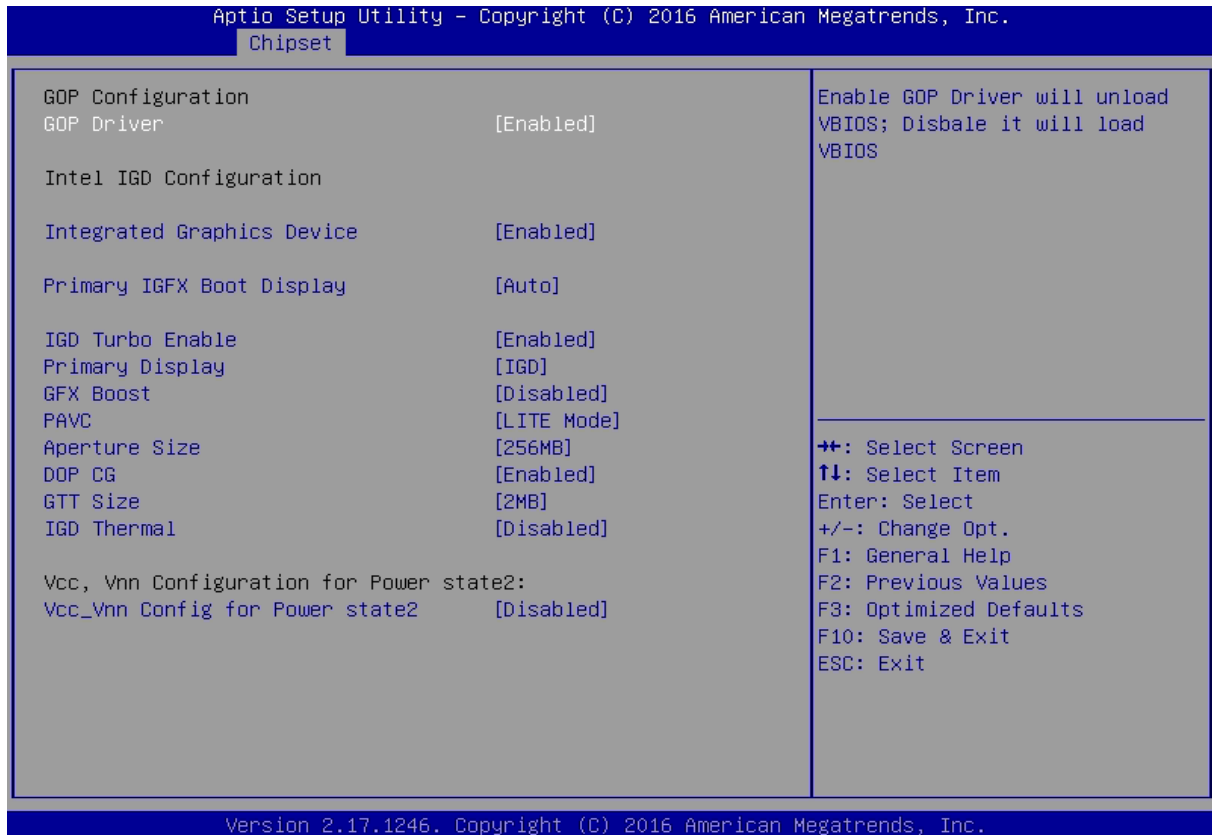 Aptio Setup Utility – Copyright (C) 2016 American Megatrends, Inc.
Chipset
GOP Configuration
GOP Driver [Enabled]
Intel IGD Configuration
Integrated Graphics Device [Enabled]
Primary IGFX Boot Display [Auto]
IGD Turbo Enable [Enabled]
Primary Display [IGD]
GFX Boost [Disabled]
PAVC [LITE Mode]
Aperture Size [256MB]
DOP CG [Enabled]
GTT Size [2MB]
IGD Thermal [Disabled]
Vcc, Vnn Configuration for Power state2:
Vcc_Vnn Config for Power state2 [Disabled]
Enable GOP Driver will unload
VBIOS; Disbale it will load
VBIOS
→←: Select Screen
↑↓: Select Item
Enter: Select
+/-: Change Opt.
F1: General Help
F2: Previous Values
F3: Optimized Defaults
F10: Save & Exit
ESC: Exit
Version 2.17.1246. Copyright (C) 2016 American Megatrends, Inc.